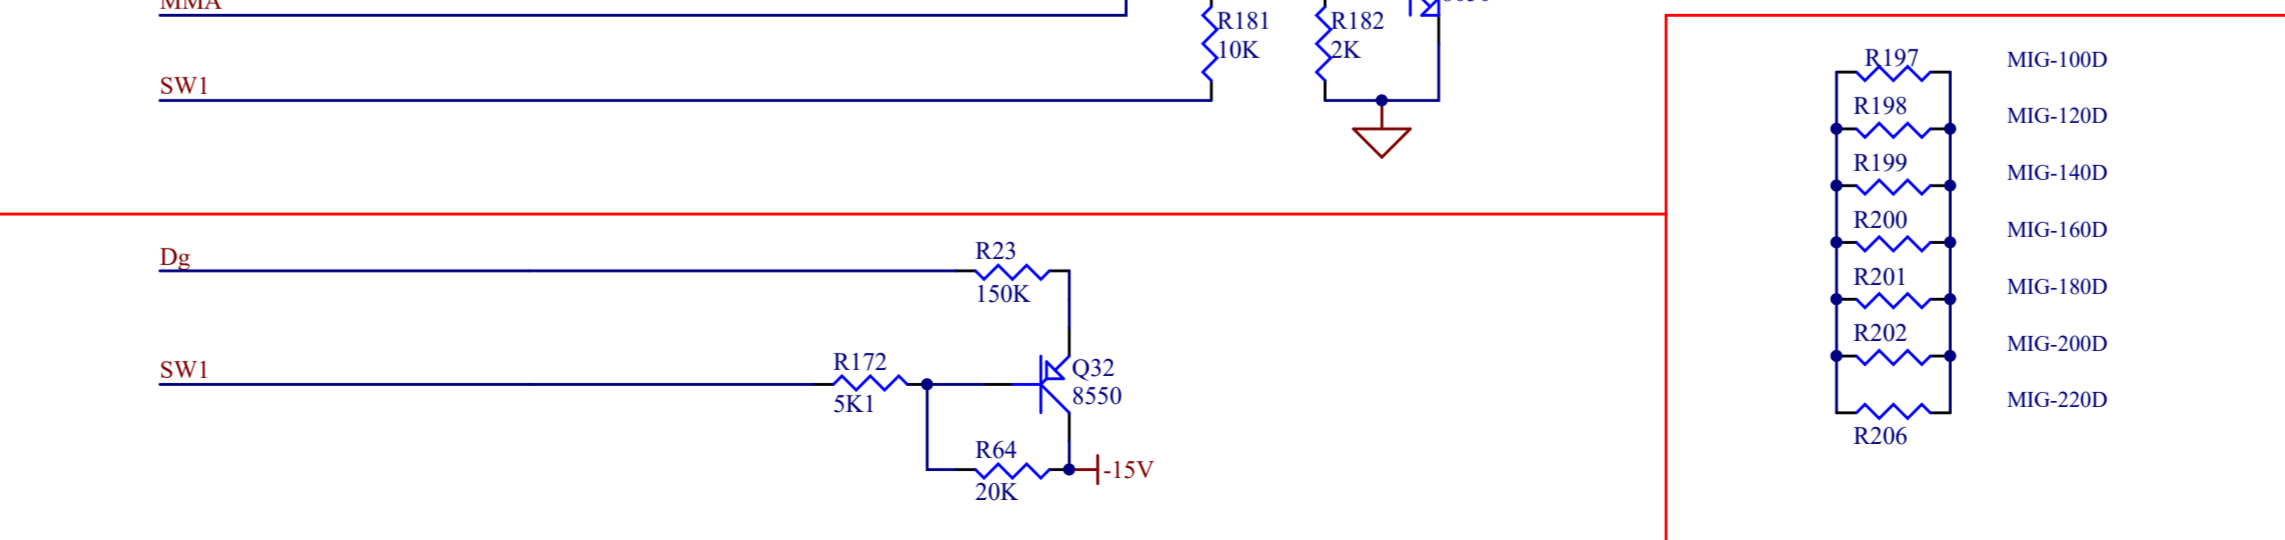 MMA
R181
10K
R182
2K
SW1
R197
MIG-100D
R198
MIG-120D
R199
MIG-140D
R200
MIG-160D
R201
MIG-180D
R202
MIG-200D
MIG-220D
R206
Dg
R23
150K
SW1
R172
5K1
Q32
8550
R64
20K
-15V